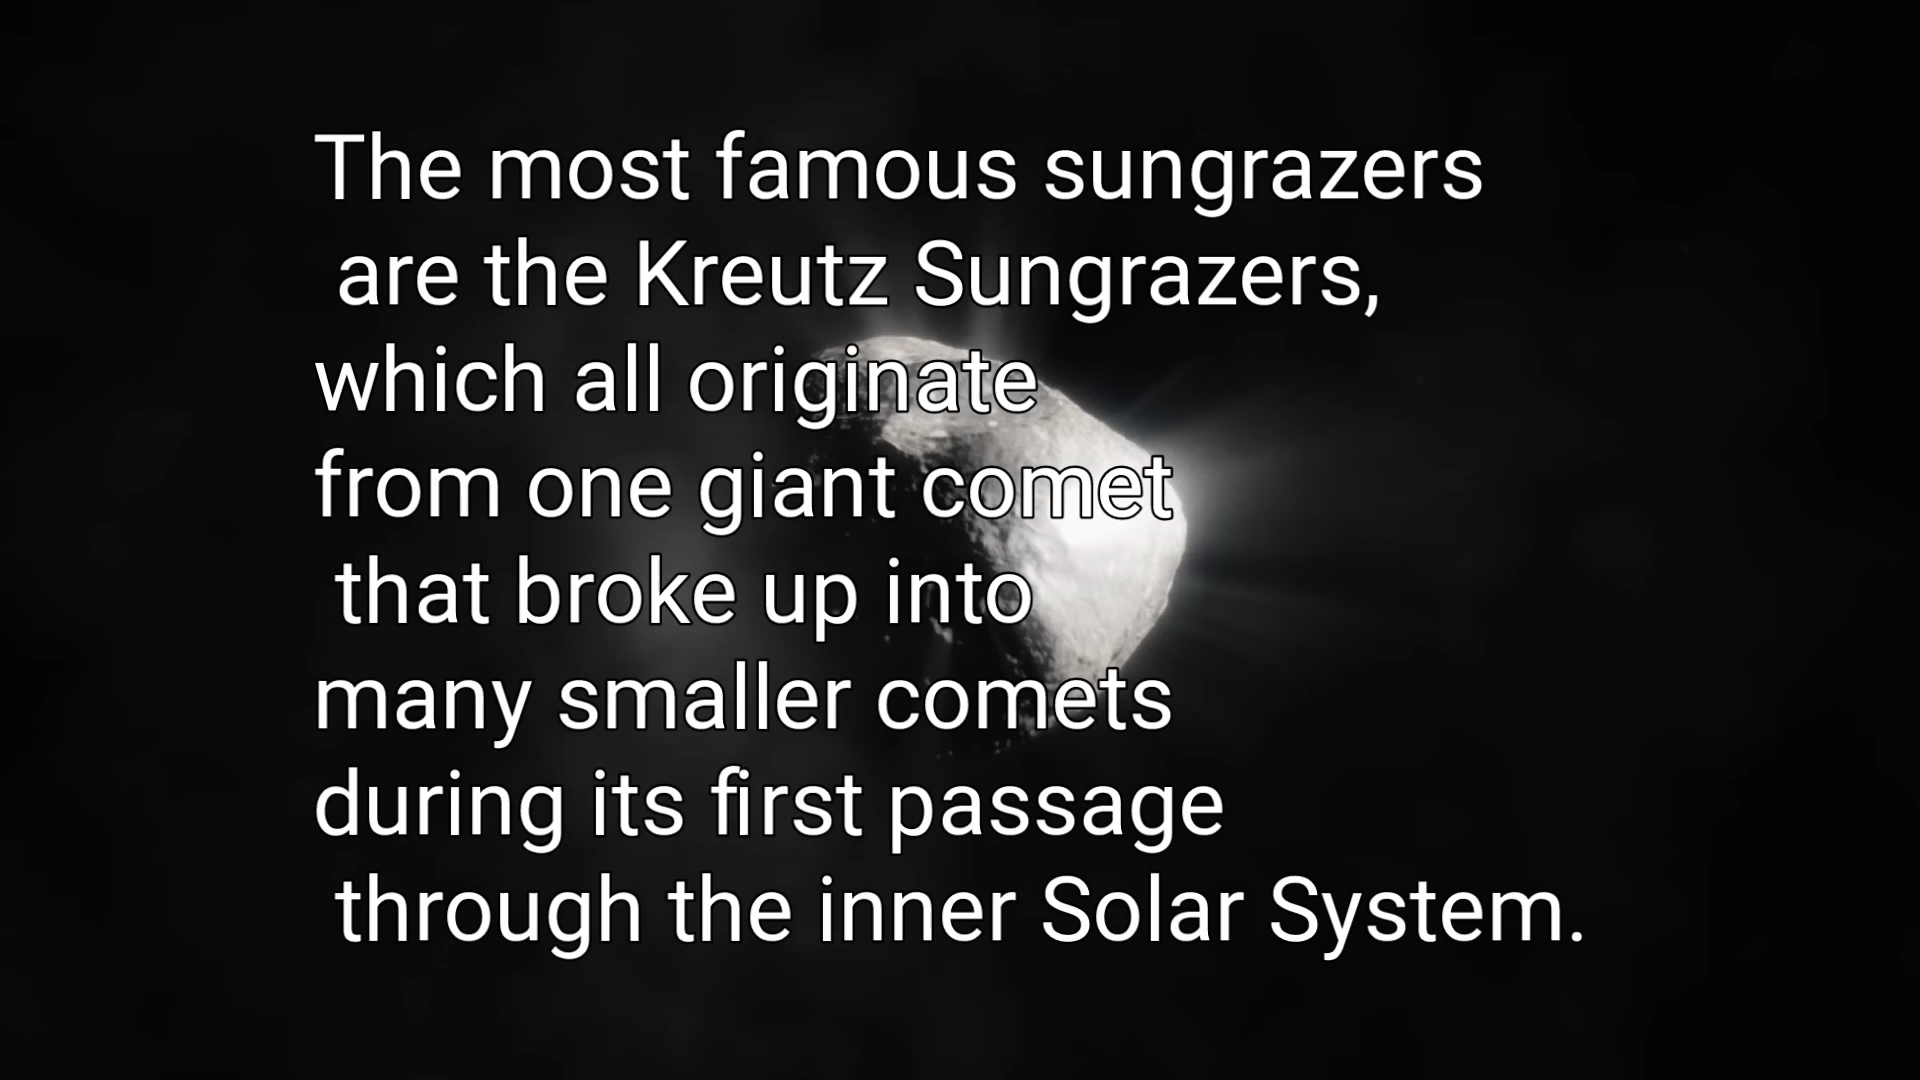 The most famous sungrazers
are the Kreutz Sungrazers,
which all originate
from one giant comet
that broke up into
many smaller comets
during its first passage
through the inner Solar System.